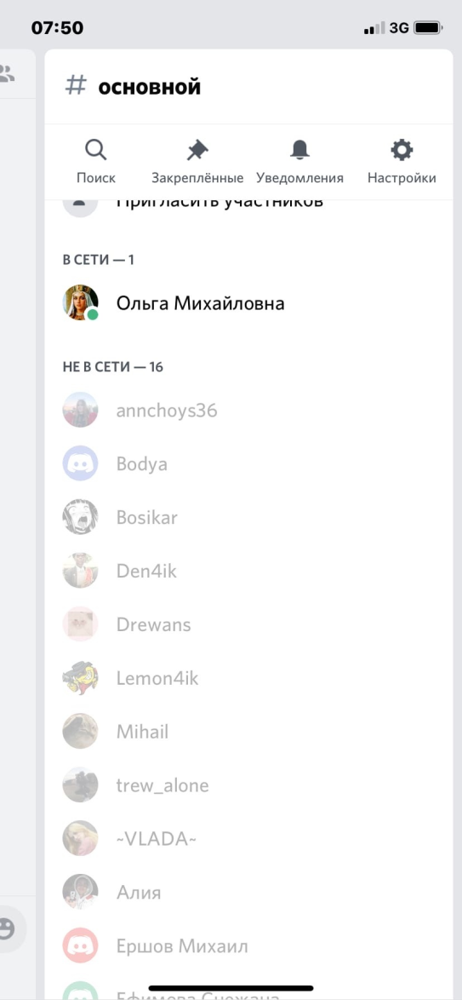 07:50
3G
# основной
Поиск
Закреплённые
Уведомления
Настройки
Пригласить участников
В СЕТИ — 1
Ольга Михайловна
НЕ В СЕТИ — 16
annchoys36
Bodya
Bosikar
Den4ik
Drewans
Lemon4ik
Mihail
trew_alone
~VLADA~
Алия
Ершов Михаил
Ефимова Снежана